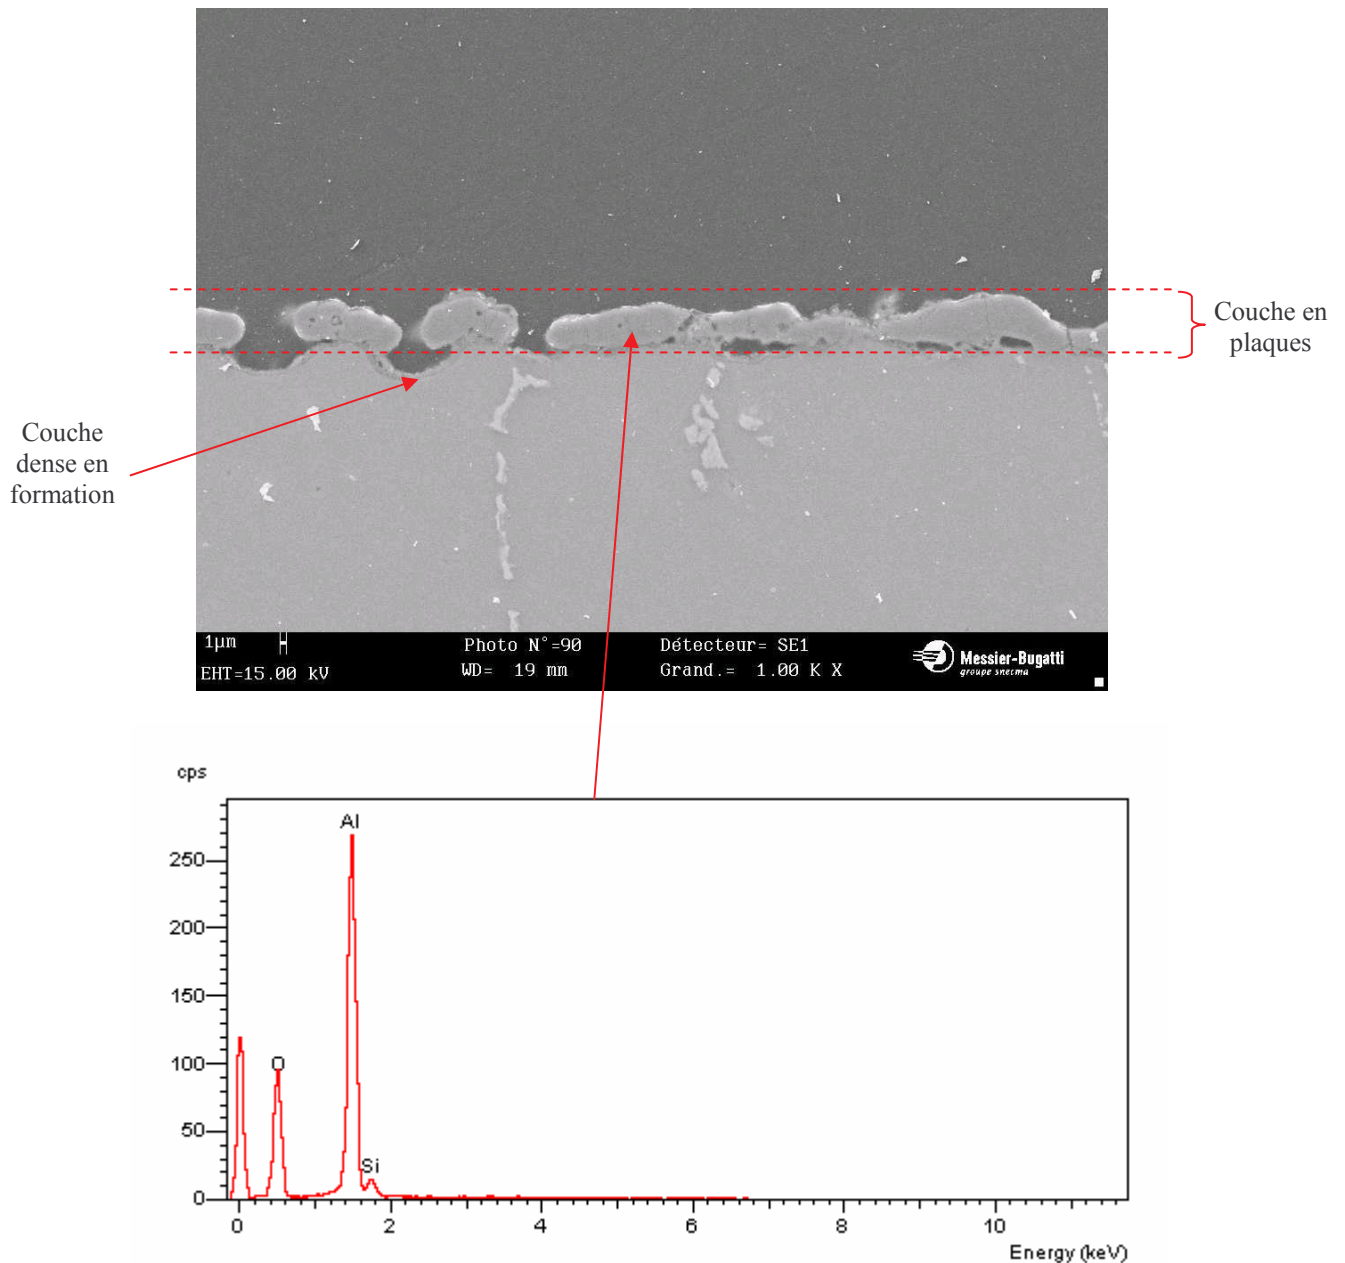 Couche en
plaques
Couche
dense en
formation
1µm
Photo N°=90
Détecteur= SE1
EHT=15.00 kV
WD= 19 mm
Grand.= 1.00 K X
Messier-Bugatti
groupe snecma
cps
Al
250
200
150
100
O
50
Si
0
0 2 4 6 8 10
Energy (keV)